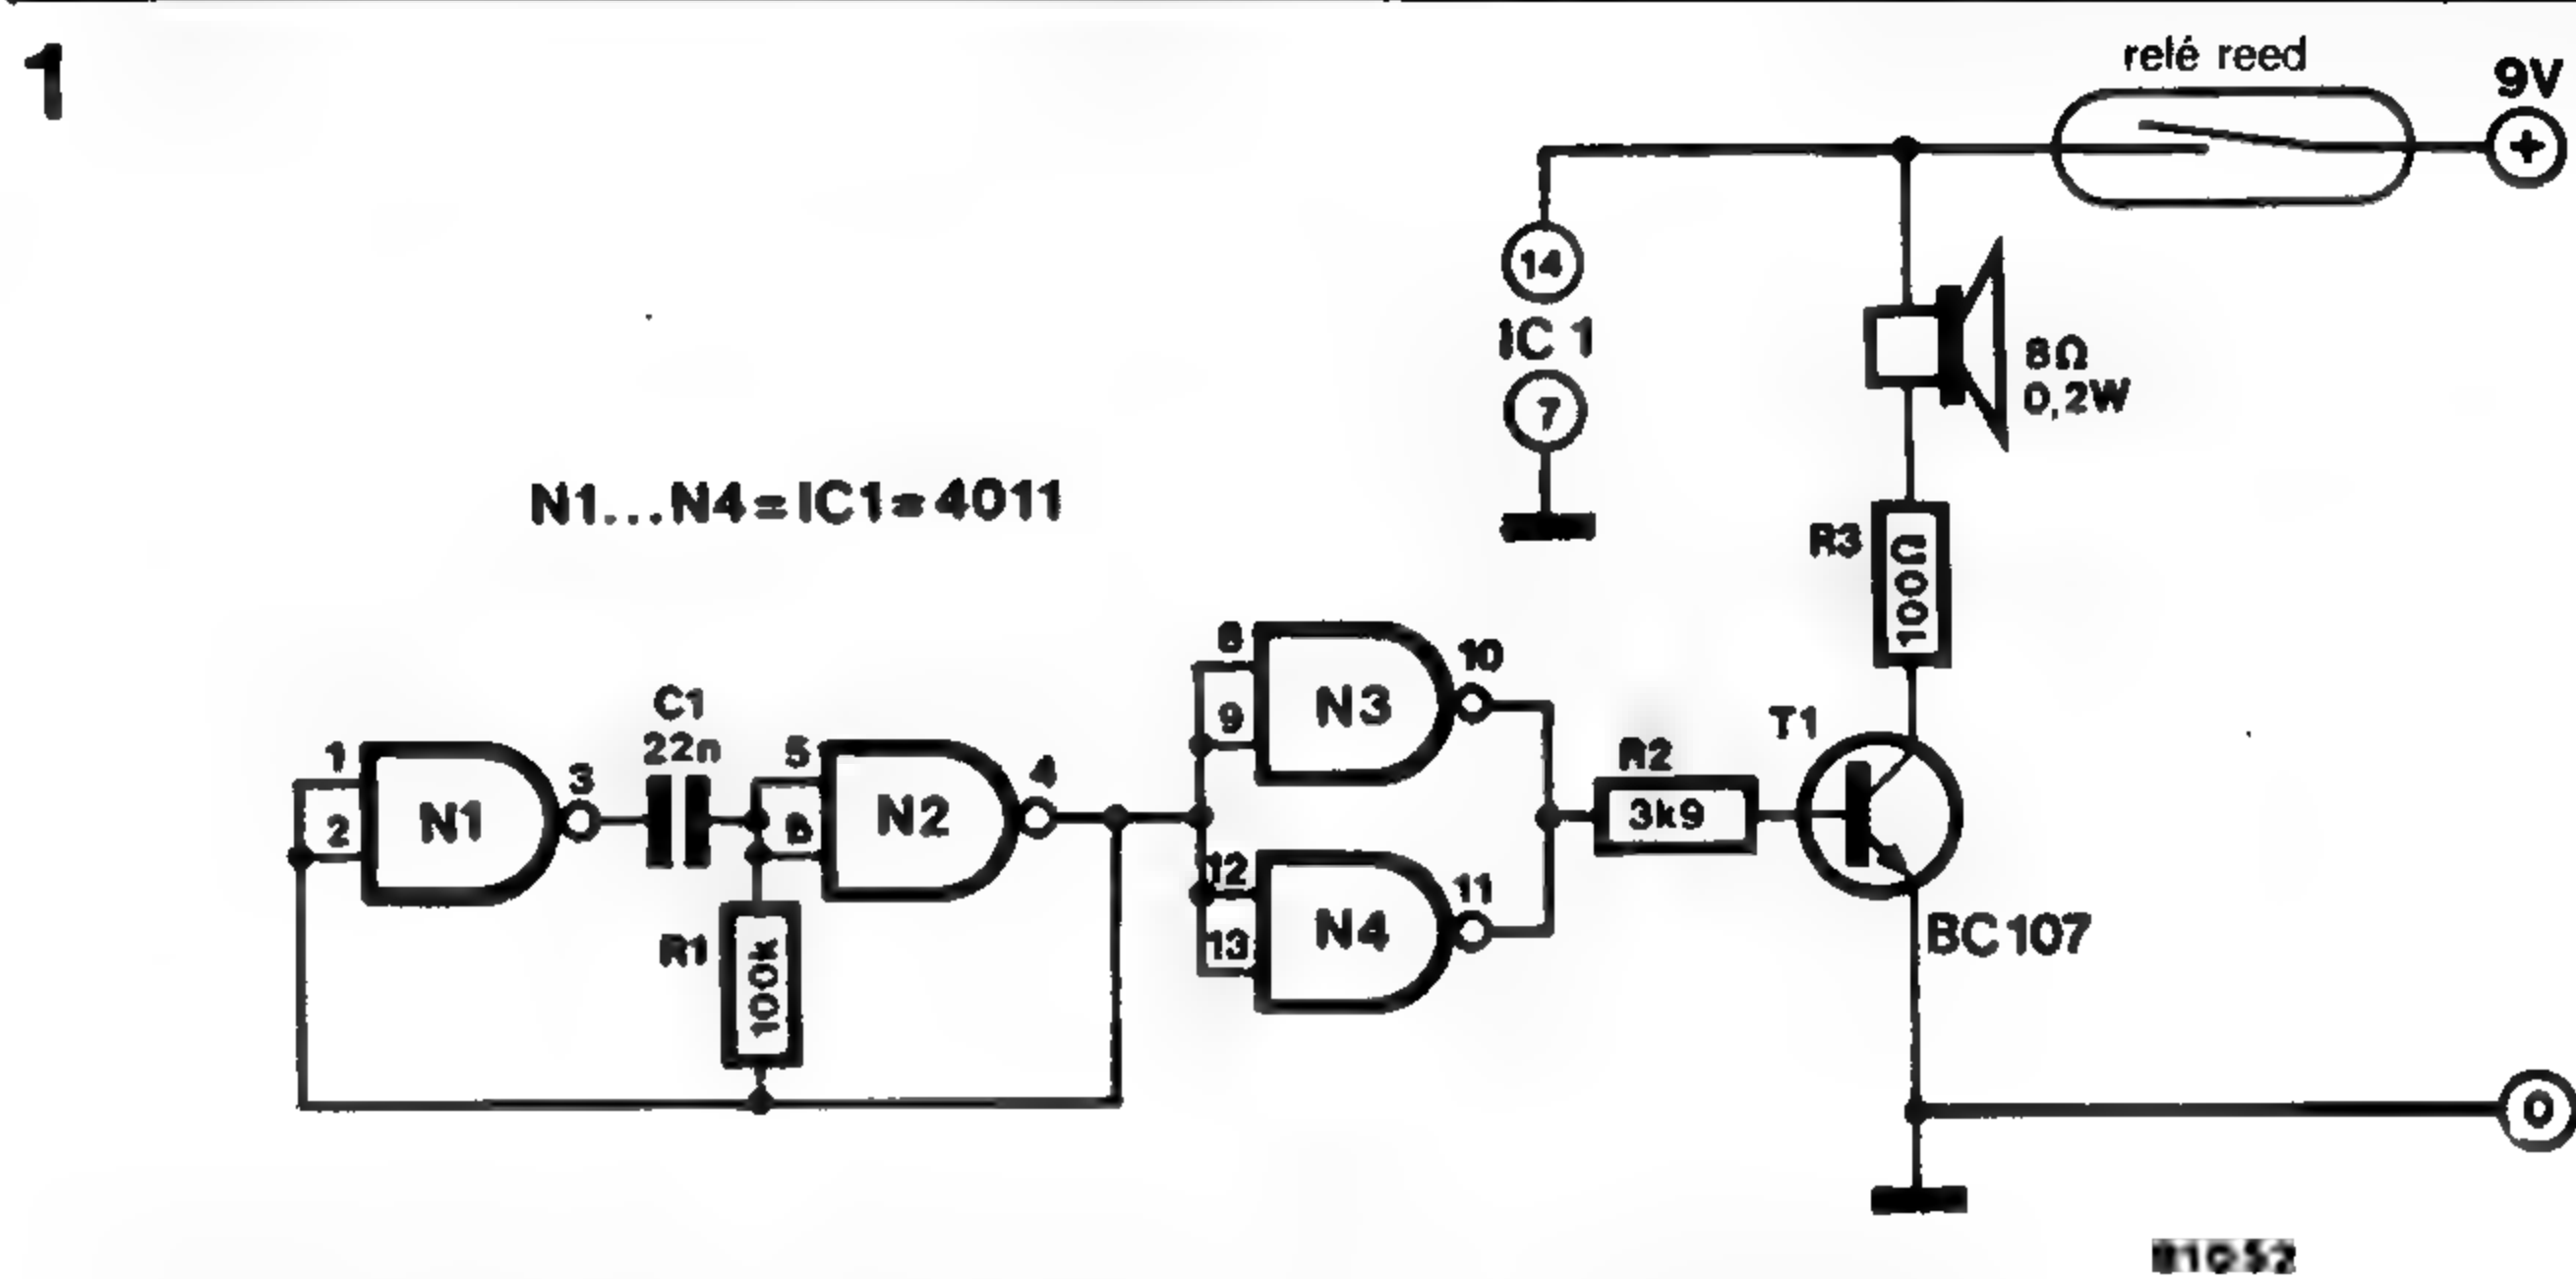 1
relé reed
9V
+
14
IC 1
7
8Ω
0,2W
N1...N4=IC1=4011
R3
100Ω
8
10
N3
9
C1
22n
1
3
5
4
N1
N2
2
6
R2
3k9
T1
12
11
N4
13
R1
100k
BC107
0
81052